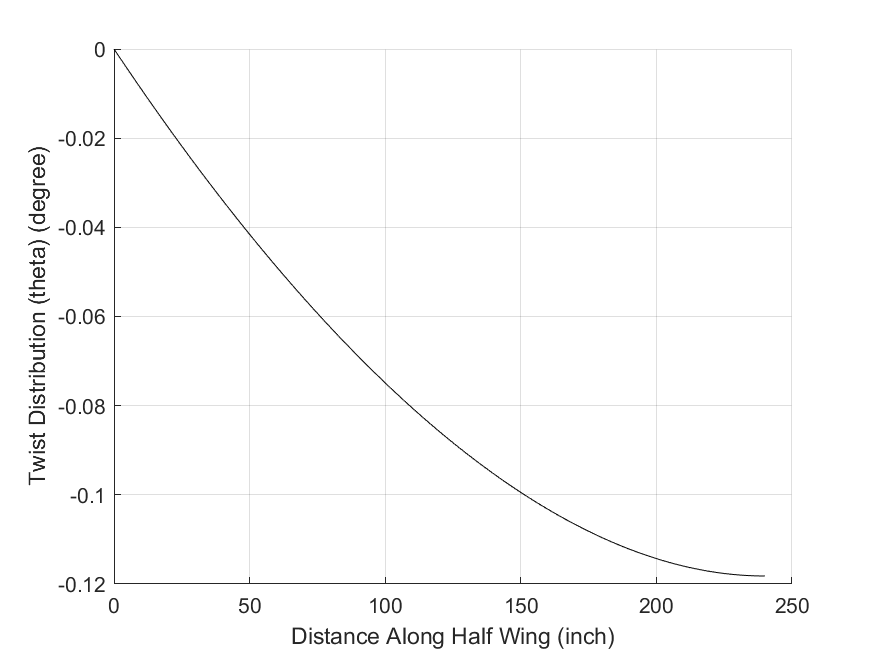 0
-0.02
-0.04
-0.06
-0.08
-0.1
-0.12
0 50 100 150 200 250
Distance Along Half Wing (inch)
Twist Distribution (theta) (degree)